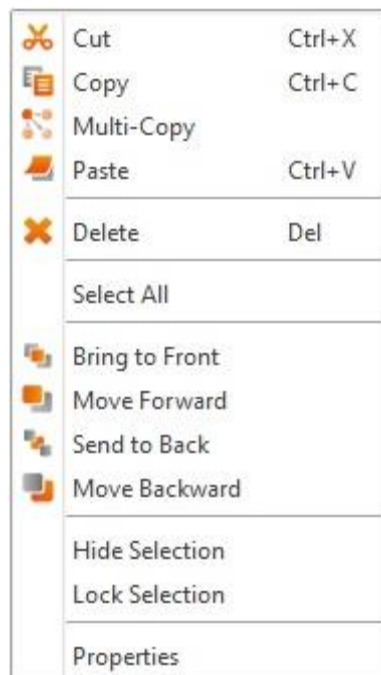 Cut Ctrl+X
Copy Ctrl+C
Multi-Copy
Paste Ctrl+V
Delete Del
Select All
Bring to Front
Move Forward
Send to Back
Move Backward
Hide Selection
Lock Selection
Properties